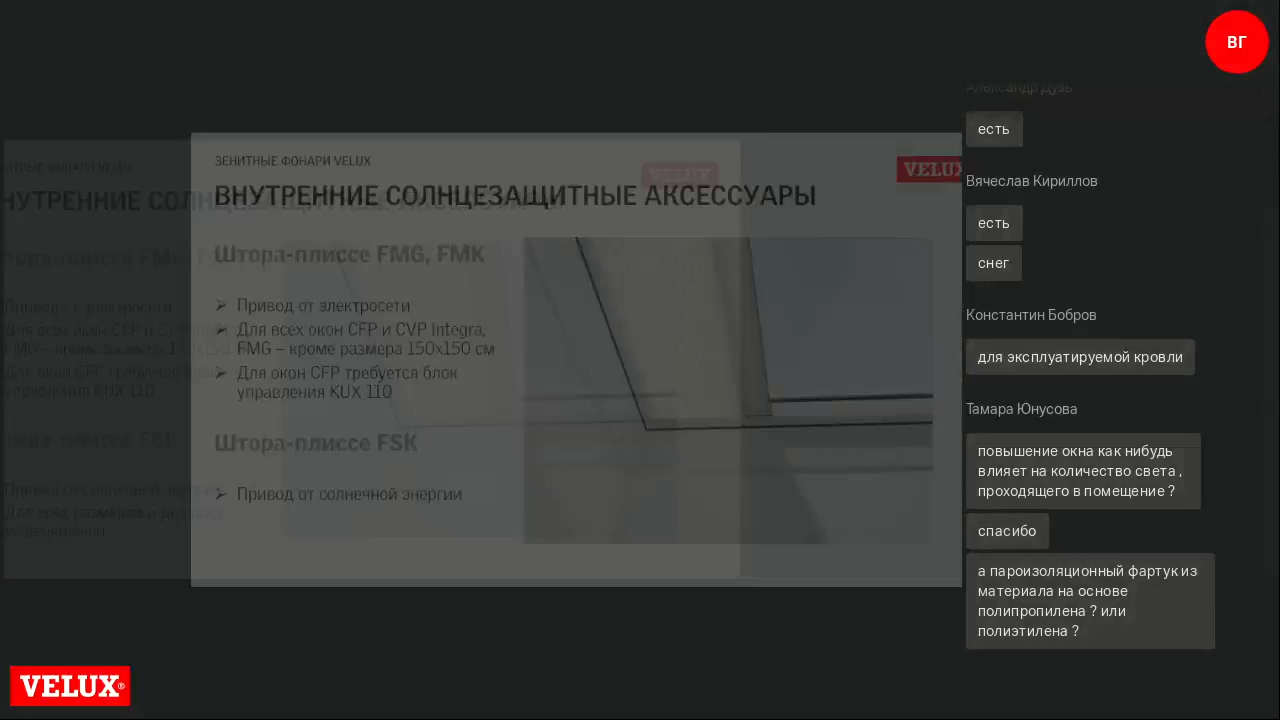 ВГ
ЗЕНИТНЫЕ ФОНАРИ VELUX
VELUX
ВНУТРЕННИЕ СОЛНЦЕЗАЩИТНЫЕ АКСЕССУАРЫ
Штора-плиссе FMG, FMK
➢ Привод от электросети
➢ Для всех окон CFP и CVP Integra,
FMG – кроме размера 150x150 см
➢ Для окон CFP требуется блок
управления KUX 110
Штора-плиссе FSK
➢ Привод от солнечной энергии
Александр Дузь
есть
Вячеслав Кириллов
есть
снег
Константин Бобров
для эксплуатируемой кровли
Тамара Юнусова
повышение окна как нибудь
влияет на количество света ,
проходящего в помещение ?
спасибо
а пароизоляционный фартук из
материала на основе
полипропилена ? или
полиэтилена ?
VELUX®